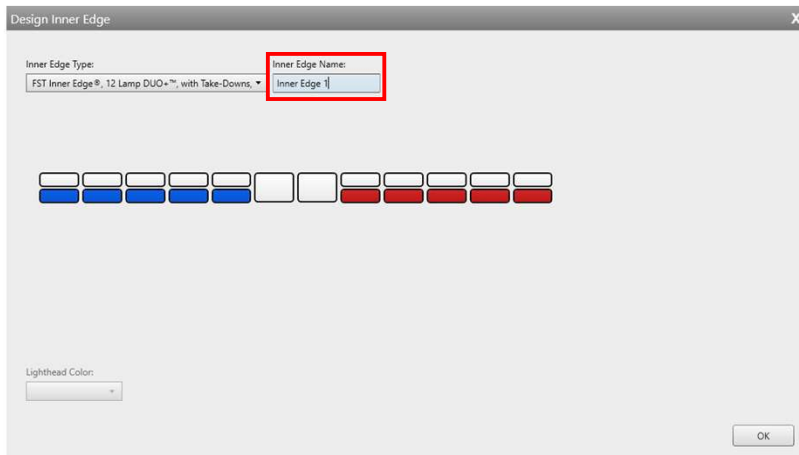 Design Inner Edge
X
Inner Edge Type:
Inner Edge Name:
FST Inner Edge®, 12 Lamp DUO+™, with Take-Downs,
Inner Edge 1
Lighthead Color:
OK